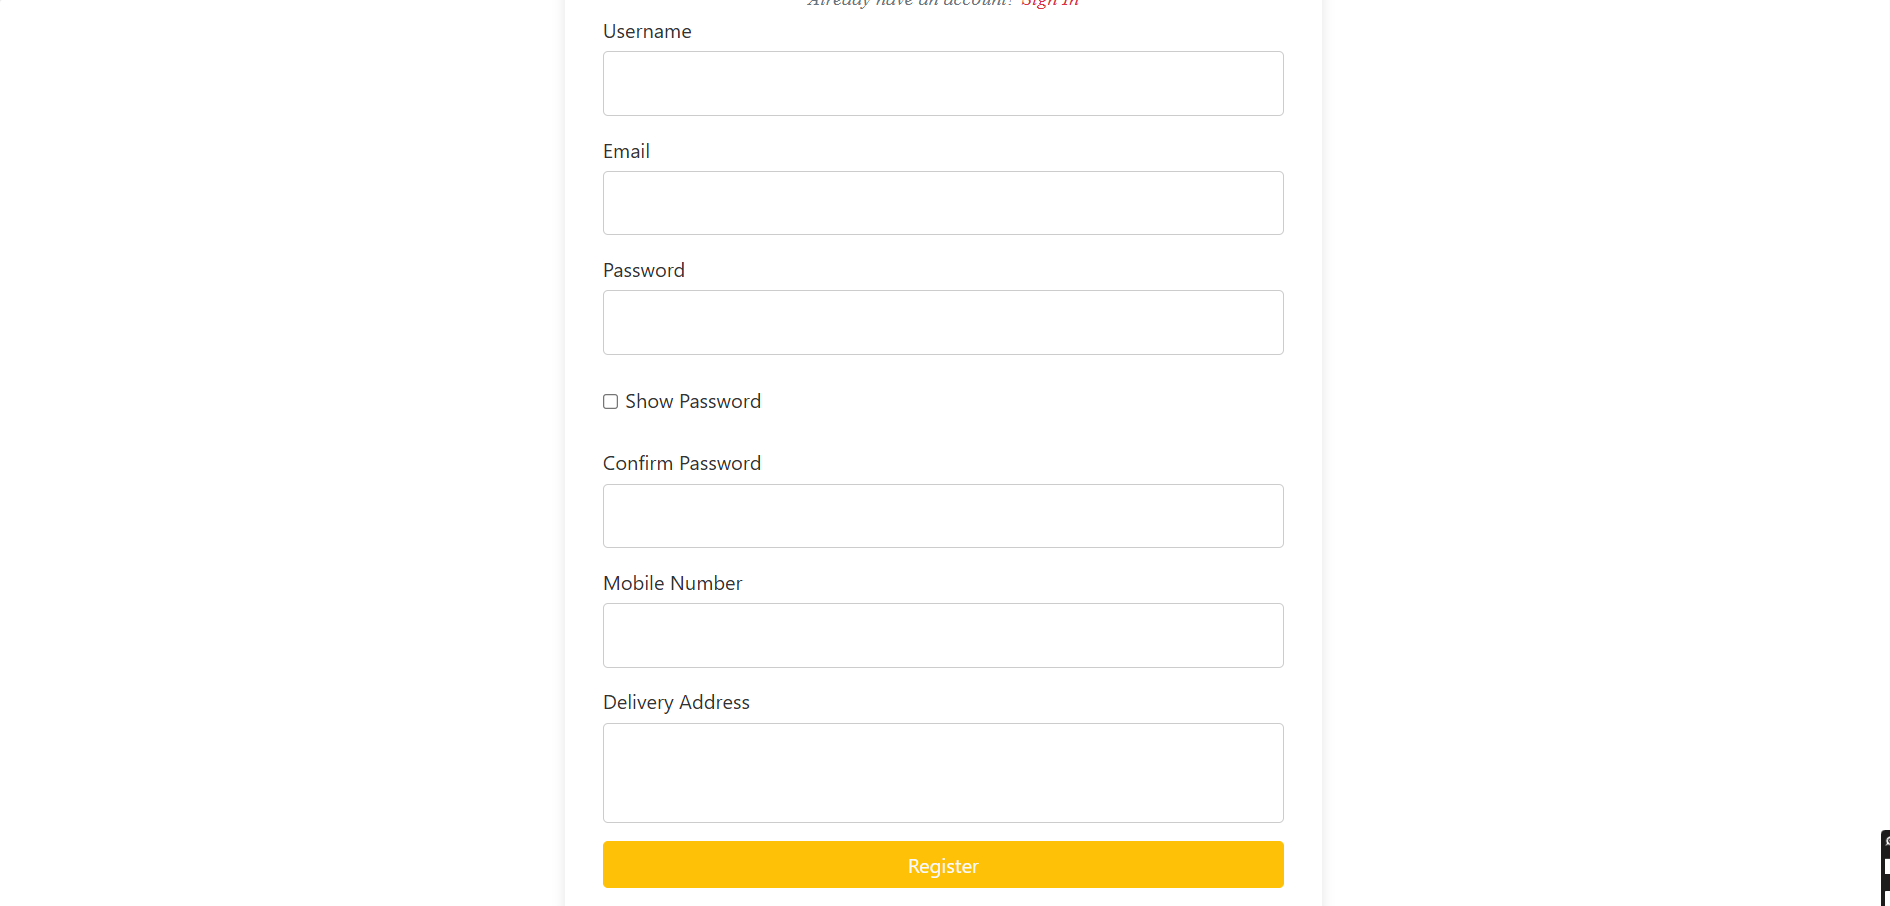 Already have an account? Sign In
Username
Email
Password
Show Password
Confirm Password
Mobile Number
Delivery Address
Register